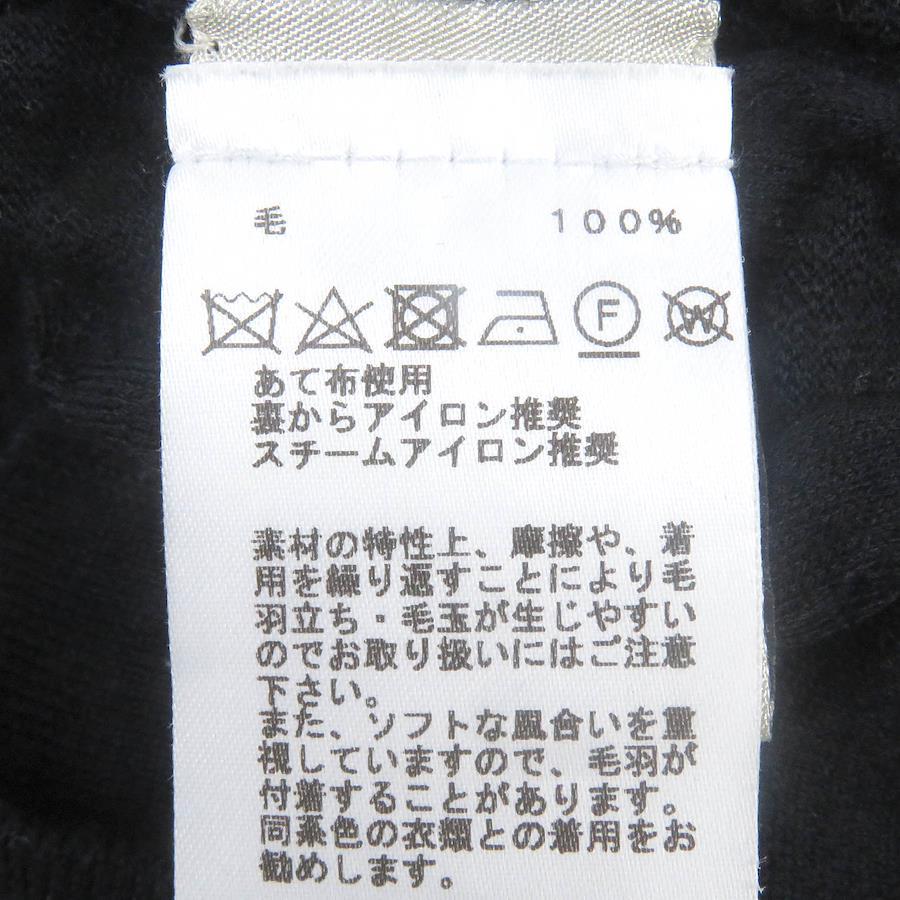 毛 100%
F W
あて布使用
裏からアイロン推奨
スチームアイロン推奨
素材の特性上、摩擦や、着
用を繰り返すことにより毛
羽立ち・毛玉が生じやすい
のでお取り扱いにはご注意
下さい。
また、ソフトな風合いを重
視していますので、毛羽が
付着することがあります。
同系色の衣類との着用をお
勧めします。